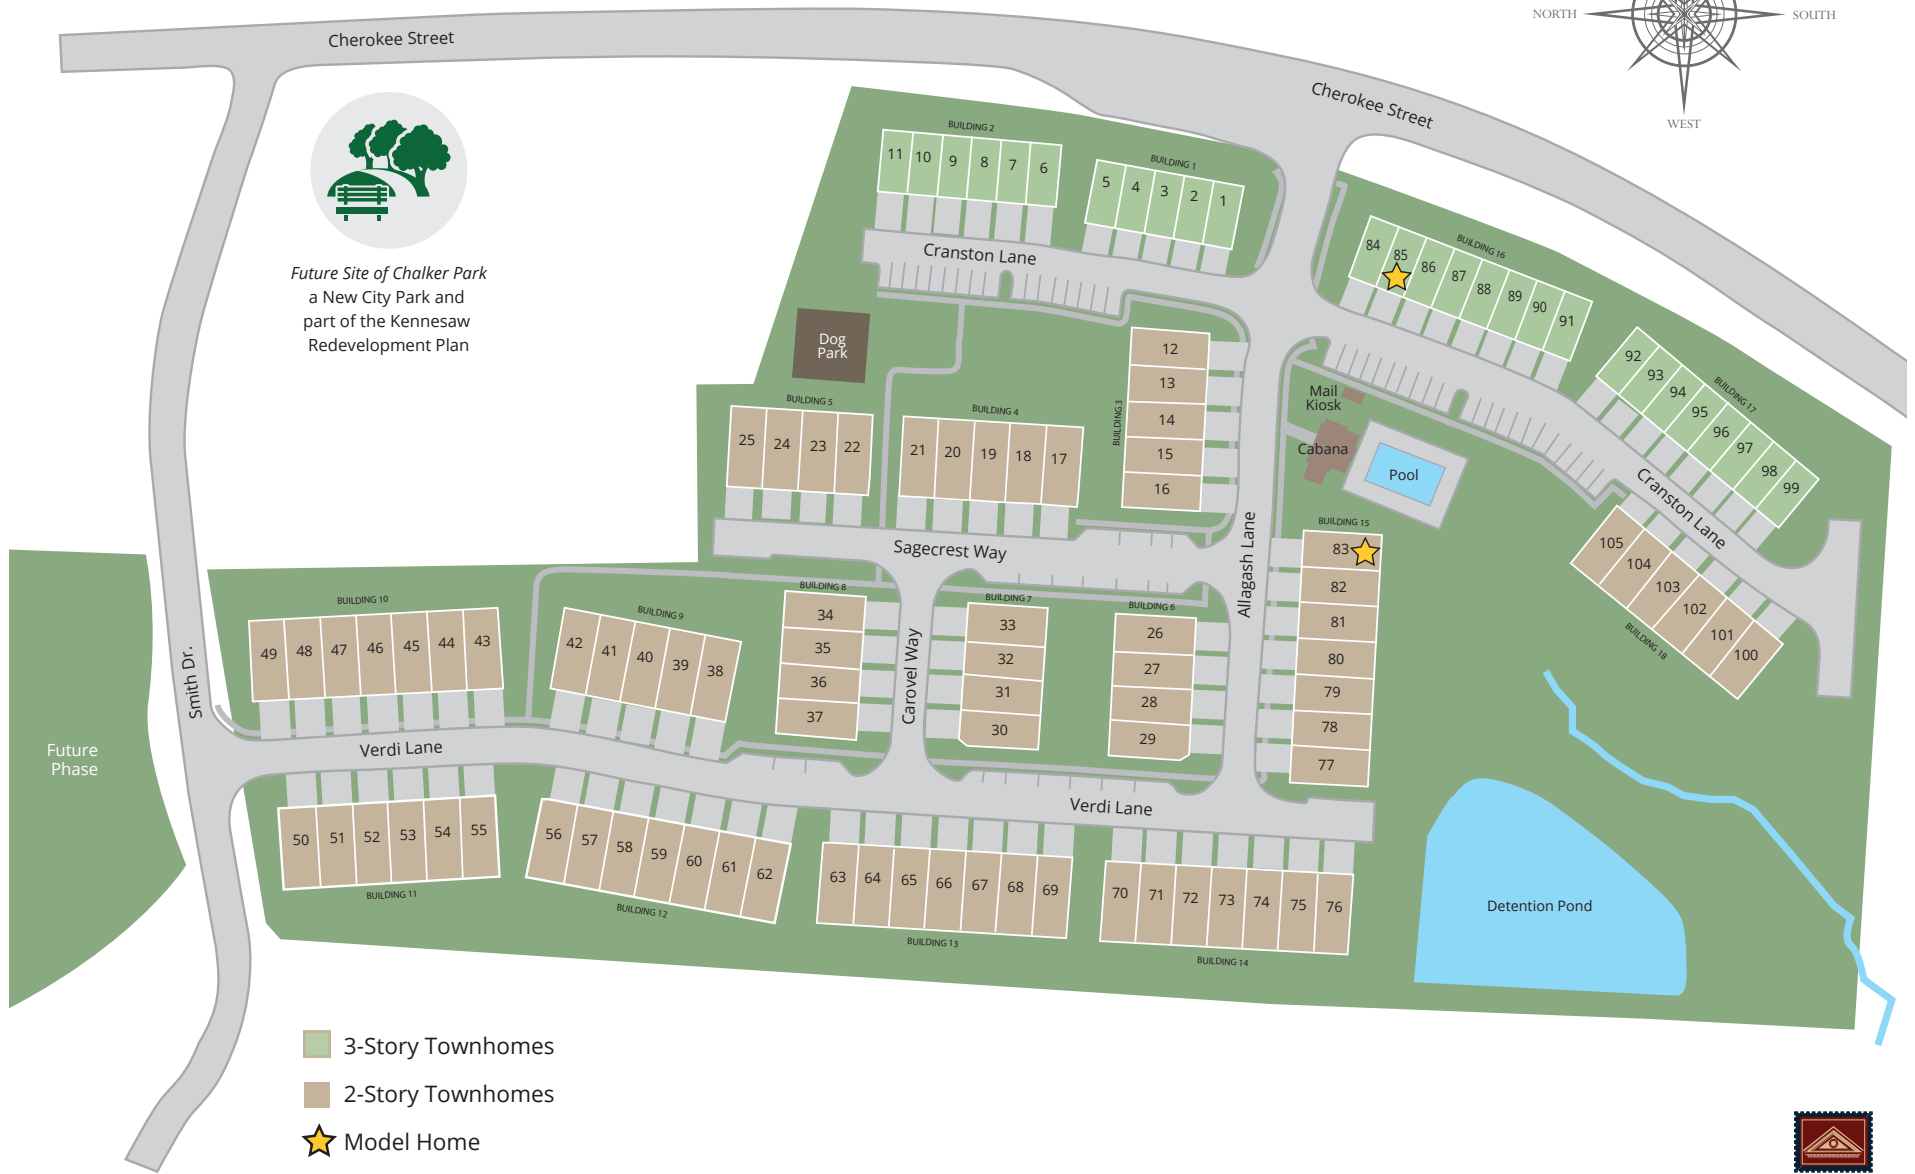 Cherokee Street
NORTH
SOUTH
WEST
Cherokee Street
Future Site of Chalker Park
a New City Park and
part of the Kennesaw
Redevelopment Plan
BUILDING 2
11 10 9 8 7 6
BUILDING 1
5 4 3 2 1
Cranston Lane
BUILDING 16
84 85 86 87 88 89 90 91
BUILDING 17
92 93 94 95 96 97 98 99
Dog
Park
BUILDING 3
12
13
14
15
16
Mail
Kiosk
Cabana
Pool
Cranston Lane
BUILDING 5
25 24 23 22
BUILDING 4
21 20 19 18 17
Sagecrest Way
Allagash Lane
BUILDING 15
83
82
81
80
79
78
77
105 104 103 102 101 100
BUILDING 18
BUILDING 10
49 48 47 46 45 44 43
BUILDING 9
42 41 40 39 38
BUILDING 8
34
35
36
37
Carovel Way
BUILDING 7
33
32
31
30
BUILDING 6
26
27
28
29
Smith Dr.
Future
Phase
Verdi Lane
Verdi Lane
50 51 52 53 54 55
BUILDING 11
56 57 58 59 60 61 62
BUILDING 12
63 64 65 66 67 68 69
BUILDING 13
70 71 72 73 74 75 76
BUILDING 14
Detention Pond
3-Story Townhomes
2-Story Townhomes
Model Home